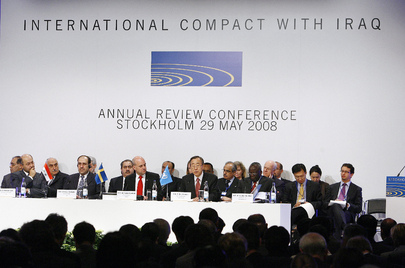 INTERNATIONAL COMPACT WITH IRAQ
ANNUAL REVIEW CONFERENCE
STOCKHOLM 29 MAY 2008